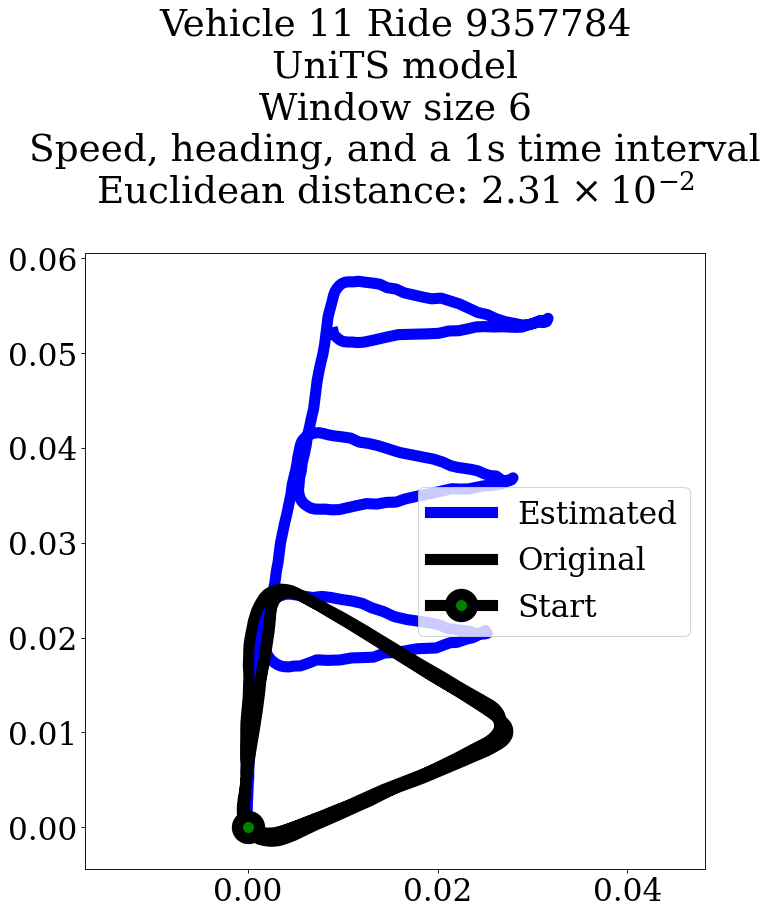 Vehicle 11 Ride 9357784
UniTS model
Window size 6
Speed, heading, and a 1s time interval
Euclidean distance: 2.31 × 10⁻²
0.06
0.05
0.04
0.03
0.02
0.01
0.00
Estimated
Original
Start
0.00 0.02 0.04